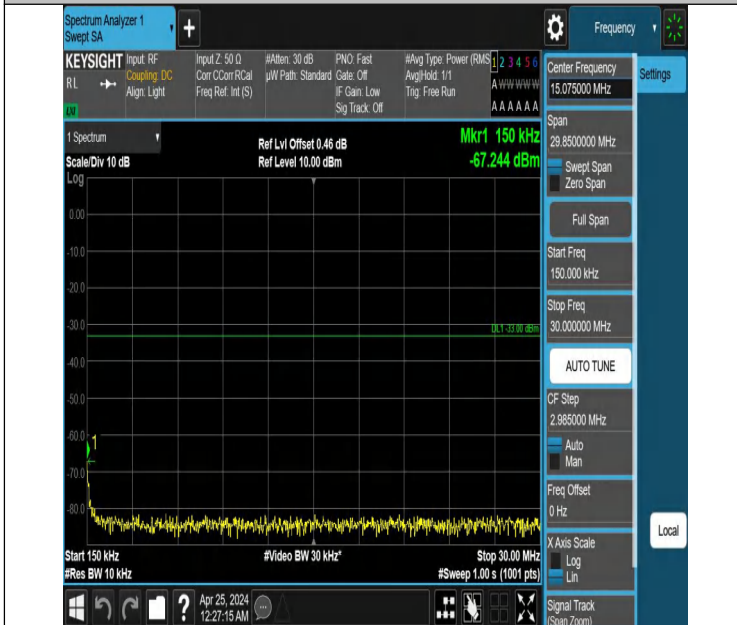 Spectrum Analyzer 1
Swept SA
+
Frequency
KEYSIGHT
RL
Input: RF
Coupling: DC
Align: Light
Input Z: 50 Ω
Corr CCorr RCal
Freq Ref: Int (S)
#Atten: 30 dB
µW Path: Standard
PNO: Fast
Gate: Off
IF Gain: Low
Sig Track: Off
#Avg Type: Power (RMS
Avg|Hold: 1/1
Trig: Free Run
1 2 3 4 5 6
A W W W W W
A A A A A A
1 Spectrum
Scale/Div 10 dB
Ref Lvl Offset 0.46 dB
Ref Level 10.00 dBm
Mkr1 150 kHz
-67.244 dBm
Log
0.00
-10.0
-20.0
-30.0
DL1 -33.00 dBm
-40.0
-50.0
-60.0
1
-70.0
-80.0
Start 150 kHz
#Video BW 30 kHz*
Stop 30.00 MHz
#Res BW 10 kHz
#Sweep 1.00 s (1001 pts)
?
Apr 25, 2024
12:27:15 AM
Center Frequency
15.075000 MHz
Settings
Span
29.8500000 MHz
Swept Span
Zero Span
Full Span
Start Freq
150.000 kHz
Stop Freq
30.000000 MHz
AUTO TUNE
CF Step
2.985000 MHz
Auto
Man
Freq Offset
0 Hz
X Axis Scale
Log
Lin
Local
Signal Track
(Span Zoom)